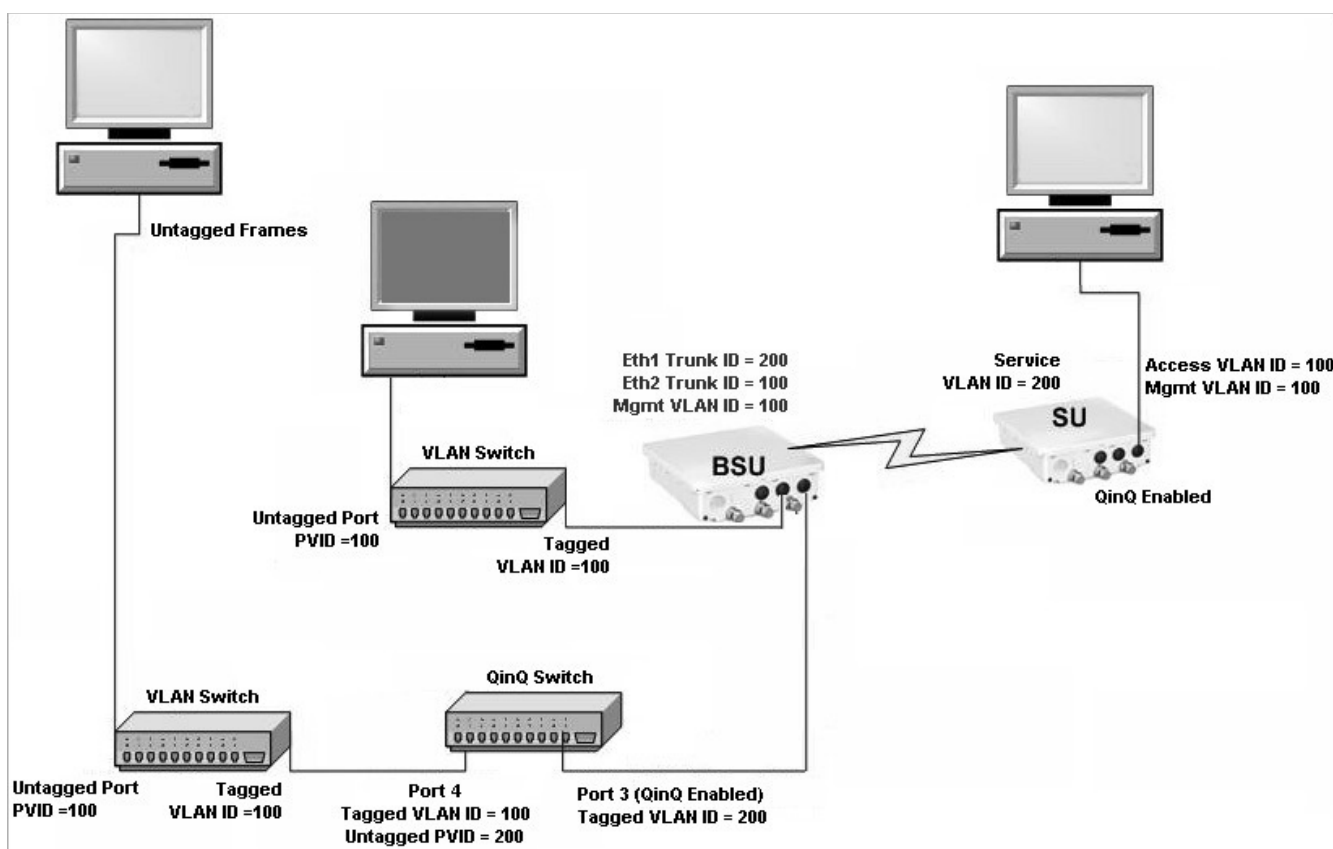 Untagged Frames
Eth1 Trunk ID = 200
Eth2 Trunk ID = 100
Mgmt VLAN ID = 100
Service
VLAN ID = 200
Access VLAN ID = 100
Mgmt VLAN ID = 100
SU
BSU
QinQ Enabled
VLAN Switch
Untagged Port
PVID =100
Tagged
VLAN ID =100
QinQ Switch
VLAN Switch
Untagged Port
PVID =100
Tagged
VLAN ID =100
Port 4
Tagged VLAN ID = 100
Untagged PVID = 200
Port 3 (QinQ Enabled)
Tagged VLAN ID = 200